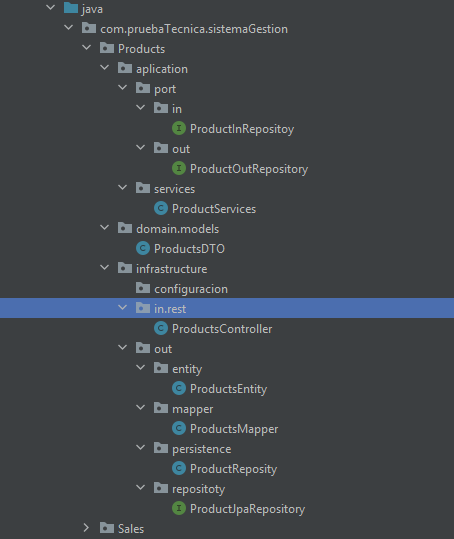 java
com.pruebaTecnica.sistemaGestion
Products
aplication
port
in
ProductInRepositoy
out
ProductOutRepository
services
ProductServices
domain.models
ProductsDTO
infrastructure
configuracion
in.rest
ProductsController
out
entity
ProductsEntity
mapper
ProductsMapper
persistence
ProductReposity
repositoty
ProductJpaRepository
Sales